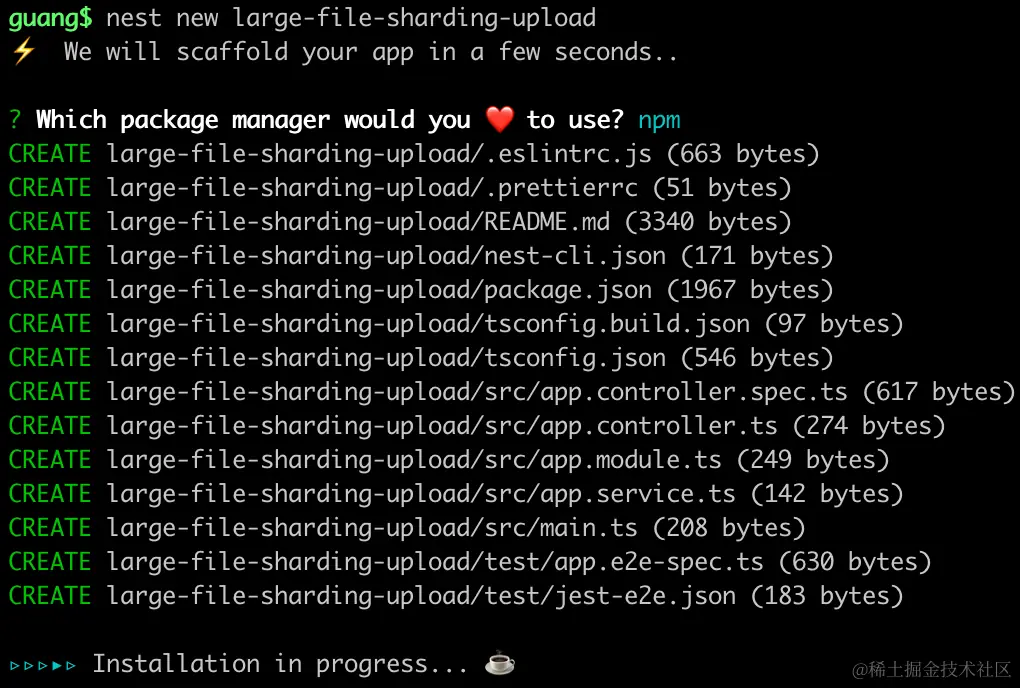 guang$ nest new large-file-sharding-upload
⚡ We will scaffold your app in a few seconds..
? Which package manager would you ❤️ to use? npm
CREATE large-file-sharding-upload/.eslintrc.js (663 bytes)
CREATE large-file-sharding-upload/.prettierrc (51 bytes)
CREATE large-file-sharding-upload/README.md (3340 bytes)
CREATE large-file-sharding-upload/nest-cli.json (171 bytes)
CREATE large-file-sharding-upload/package.json (1967 bytes)
CREATE large-file-sharding-upload/tsconfig.build.json (97 bytes)
CREATE large-file-sharding-upload/tsconfig.json (546 bytes)
CREATE large-file-sharding-upload/src/app.controller.spec.ts (617 bytes)
CREATE large-file-sharding-upload/src/app.controller.ts (274 bytes)
CREATE large-file-sharding-upload/src/app.module.ts (249 bytes)
CREATE large-file-sharding-upload/src/app.service.ts (142 bytes)
CREATE large-file-sharding-upload/src/main.ts (208 bytes)
CREATE large-file-sharding-upload/test/app.e2e-spec.ts (630 bytes)
CREATE large-file-sharding-upload/test/jest-e2e.json (183 bytes)
▹▹▹▸▹ Installation in progress... ☕
@稀土掘金技术社区